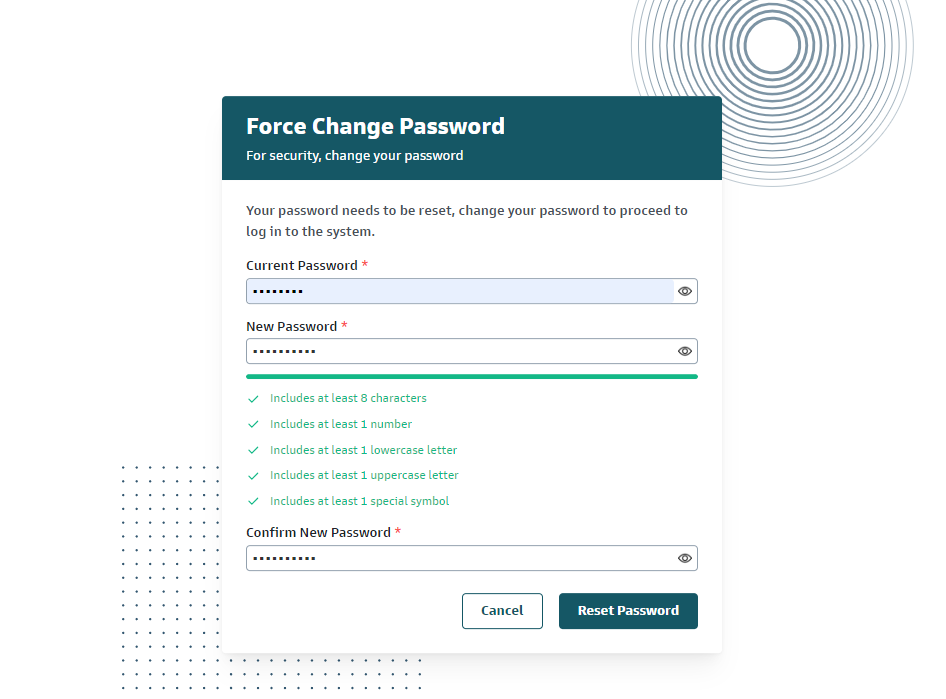 Force Change Password
For security, change your password
Your password needs to be reset, change your password to proceed to
log in to the system.
Current Password *
••••••••
New Password *
••••••••••
Includes at least 8 characters
Includes at least 1 number
Includes at least 1 lowercase letter
Includes at least 1 uppercase letter
Includes at least 1 special symbol
Confirm New Password *
••••••••••
Cancel
Reset Password